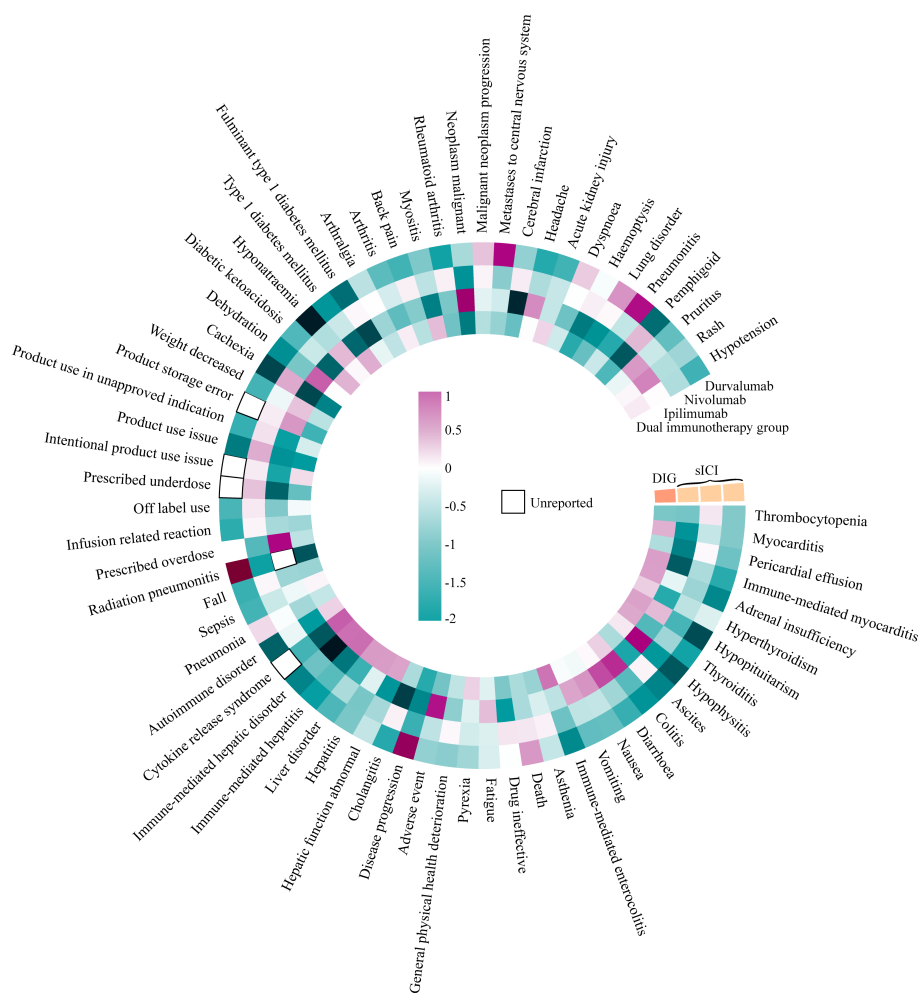 Fulminant type 1 diabetes mellitus
Type 1 diabetes mellitus
Hyponatraemia
Diabetic ketoacidosis
Dehydration
Cachexia
Weight decreased
Product storage error
Product use in unapproved indication
Product use issue
Intentional product use issue
Prescribed underdose
Off label use
Infusion related reaction
Prescribed overdose
Radiation pneumonitis
Fall
Sepsis
Pneumonia
Autoimmune disorder
Cytokine release syndrome
Immune-mediated hepatic disorder
Immune-mediated hepatitis
Liver disorder
Hepatitis
Hepatic function abnormal
Cholangitis
Disease progression
Adverse event
General physical health deterioration
Pyrexia
Fatigue
Drug ineffective
Death
Asthenia
Immune-mediated enterocolitis
Vomiting
Nausea
Diarrhoea
Colitis
Ascites
Hypophysitis
Thyroiditis
Hypopituitarism
Hyperthyroidism
Adrenal insufficiency
Immune-mediated myocarditis
Pericardial effusion
Myocarditis
Thrombocytopenia
Arthralgia
Arthritis
Back pain
Myositis
Rheumatoid arthritis
Neoplasm malignant
Malignant neoplasm progression
Metastases to central nervous system
Cerebral infarction
Headache
Acute kidney injury
Dyspnoea
Haemoptysis
Lung disorder
Pneumonitis
Pemphigoid
Pruritus
Rash
Hypotension
Durvalumab
Nivolumab
Ipilimumab
Dual immunotherapy group
DIG
sICI
1
0.5
0
-0.5
-1
-1.5
-2
Unreported